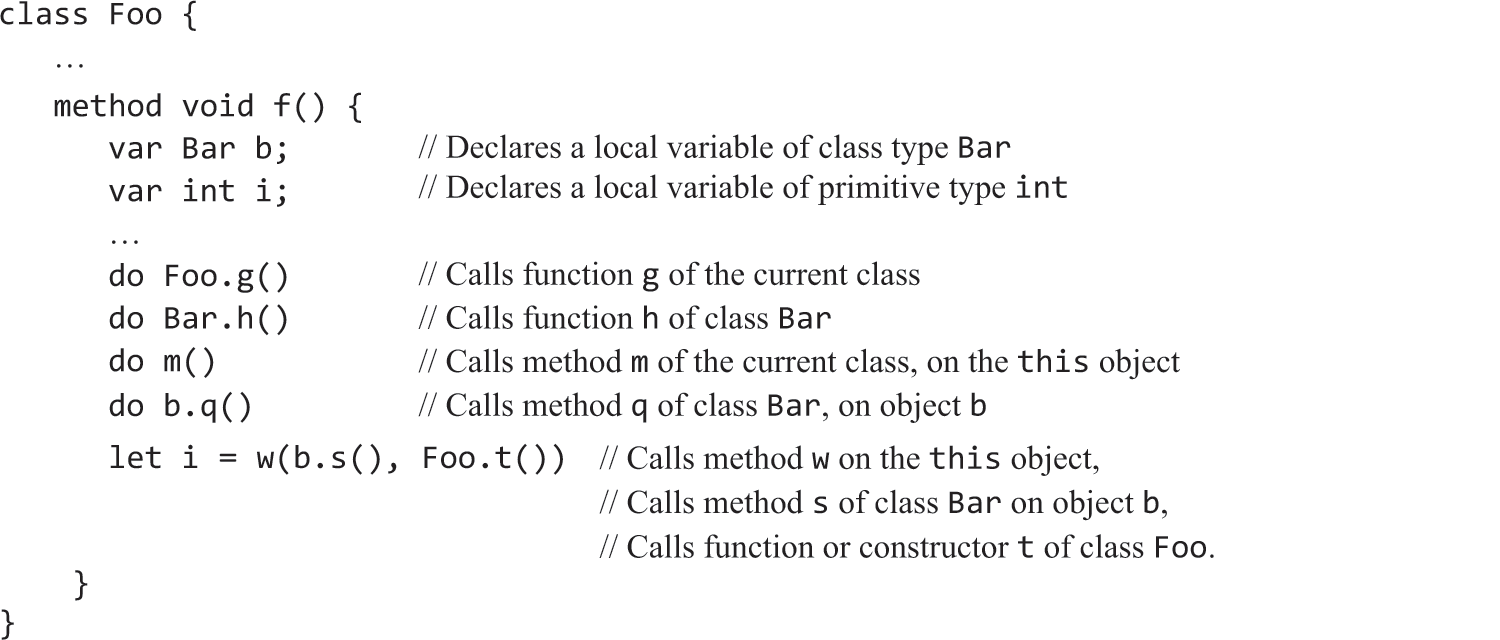 class Foo {
...
method void f() {
var Bar b; // Declares a local variable of class type Bar
var int i; // Declares a local variable of primitive type int
...
do Foo.g() // Calls function g of the current class
do Bar.h() // Calls function h of class Bar
do m() // Calls method m of the current class, on the this object
do b.q() // Calls method q of class Bar, on object b
let i = w(b.s(), Foo.t()) // Calls method w on the this object,
// Calls method s of class Bar on object b,
// Calls function or constructor t of class Foo.
}
}